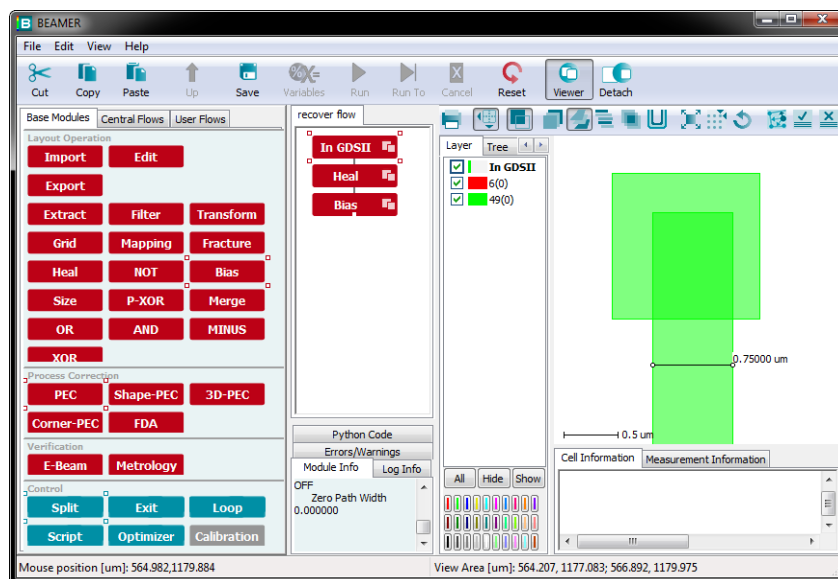 BEAMER
File Edit View Help
Cut Copy Paste Up Save Variables Run Run To Cancel Reset Viewer Detach
Base Modules Central Flows User Flows
Layout Operation
Import Edit
Export
Extract Filter Transform
Grid Mapping Fracture
Heal NOT Bias
Size P-XOR Merge
OR AND MINUS
XOR
Process Correction
PEC Shape-PEC 3D-PEC
Corner-PEC FDA
Verification
E-Beam Metrology
Control
Split Exit Loop
Script Optimizer Calibration
recover flow
In GDSII
Heal
Bias
Python Code
Errors/Warnings
Module Info Log Info
OFF
Zero Path Width
0.000000
Layer Tree
In GDSII
6(0)
49(0)
All Hide Show
0.75000 um
0.5 um
Cell Information Measurement Information
Mouse position [um]: 564.982,1179.884
View Area [um]: 564.207, 1177.083; 566.892, 1179.975